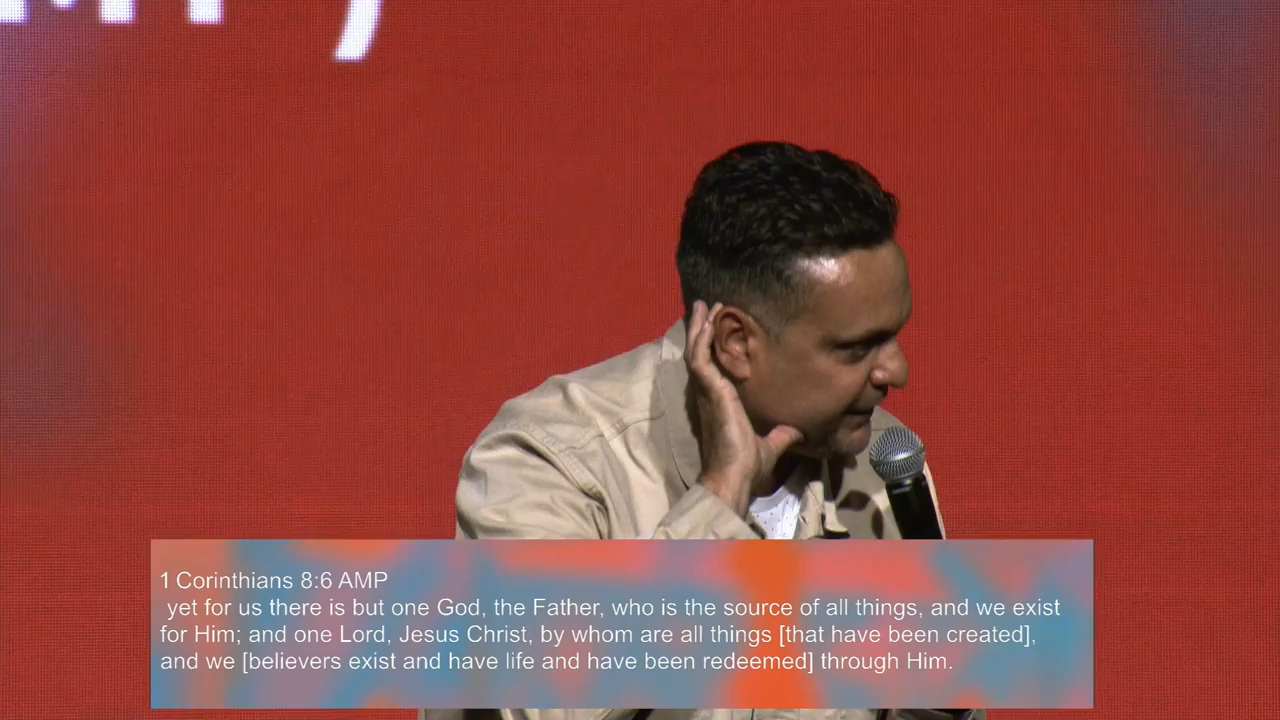 1 Corinthians 8:6 AMP
yet for us there is but one God, the Father, who is the source of all things, and we exist
for Him; and one Lord, Jesus Christ, by whom are all things [that have been created],
and we [believers exist and have life and have been redeemed] through Him.